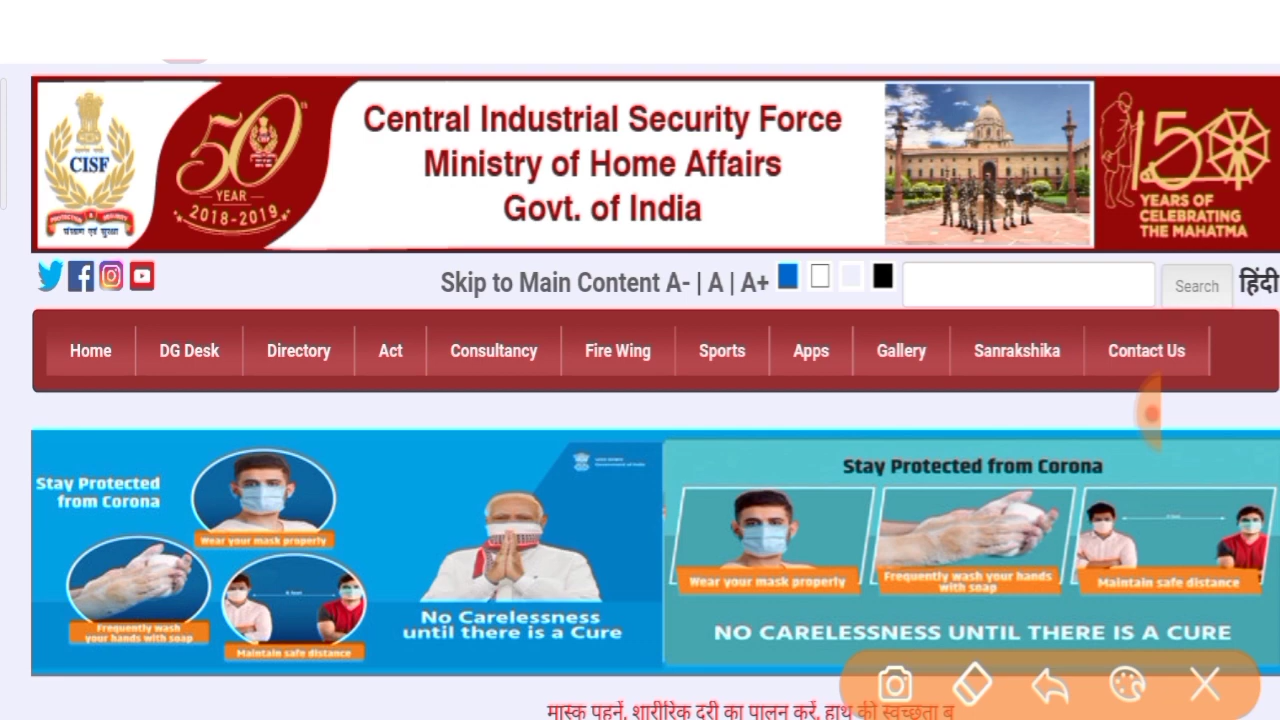 CISF
PROTECTION & SECURITY
संरक्षण एवं सुरक्षा
50th
YEAR
2018-2019
Central Industrial Security Force
Ministry of Home Affairs
Govt. of India
150
YEARS OF
CELEBRATING
THE MAHATMA
Skip to Main Content A- | A | A+
Search
हिंदी
Home
DG Desk
Directory
Act
Consultancy
Fire Wing
Sports
Apps
Gallery
Sanrakshika
Contact Us
Stay Protected
from Corona
Wear your mask properly
Frequently wash
your hands with soap
Maintain safe distance
No Carelessness
until there is a Cure
Stay Protected from Corona
Wear your mask properly
Frequently wash your hands
with soap
Maintain safe distance
NO CARELESSNESS UNTIL THERE IS A CURE
मास्क पहनें, शारीरिक दूरी का पालन करें, हाथ की स्वच्छता ब